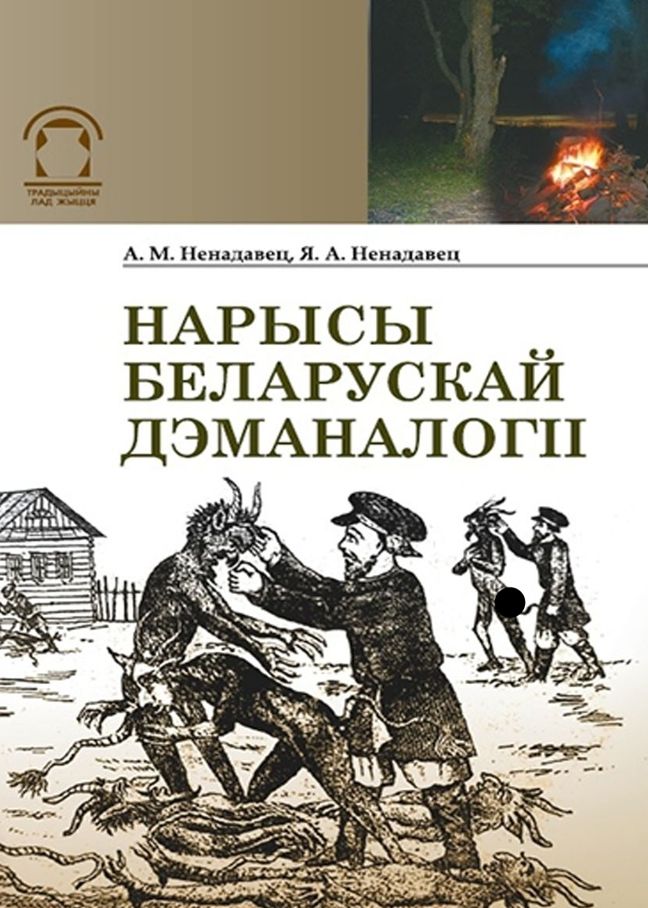 ТРАДЫЦЫЙНЫ
ЛАД ЖЫЦЦЯ
А. М. Ненадавец, Я. А. Ненадавец
НАРЫСЫ
БЕЛАРУСКАЙ
ДЭМАНАЛОГІІ